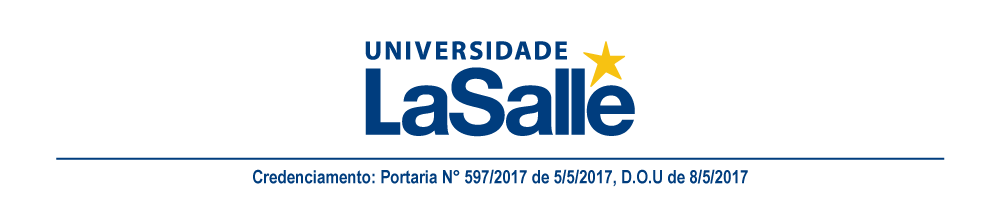 UNIVERSIDADE
LaSalle
Credenciamento: Portaria N° 597/2017 de 5/5/2017, D.O.U de 8/5/2017